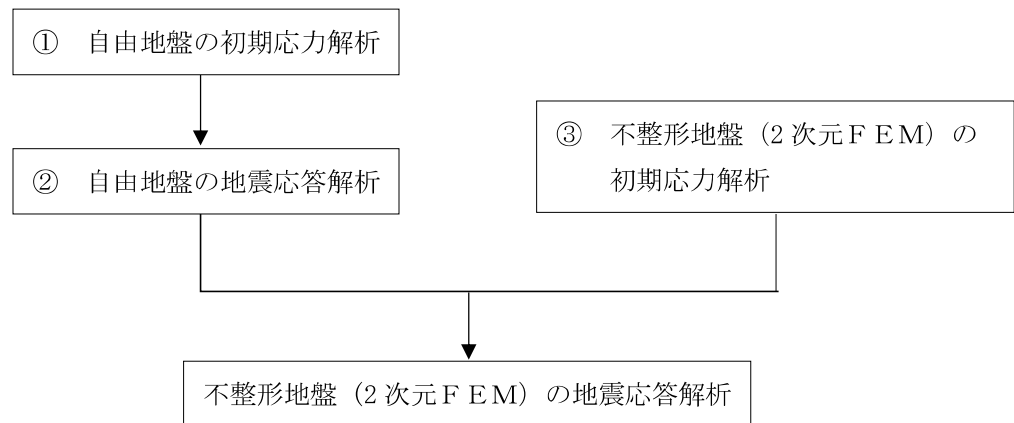 ① 自由地盤の初期応力解析
② 自由地盤の地震応答解析
③ 不整形地盤（2次元ＦＥＭ）の
初期応力解析
不整形地盤（2次元ＦＥＭ）の地震応答解析